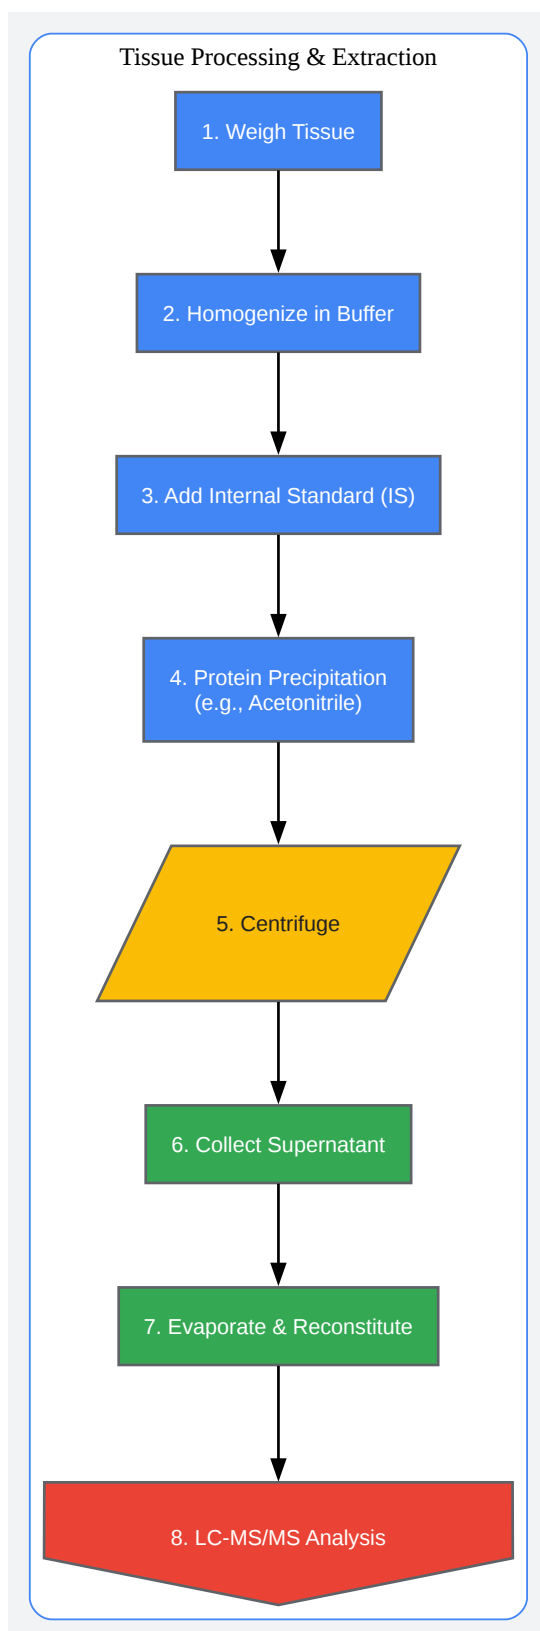 Tissue Processing & Extraction
1. Weigh Tissue
2. Homogenize in Buffer
3. Add Internal Standard (IS)
4. Protein Precipitation
(e.g., Acetonitrile)
5. Centrifuge
6. Collect Supernatant
7. Evaporate & Reconstitute
8. LC-MS/MS Analysis